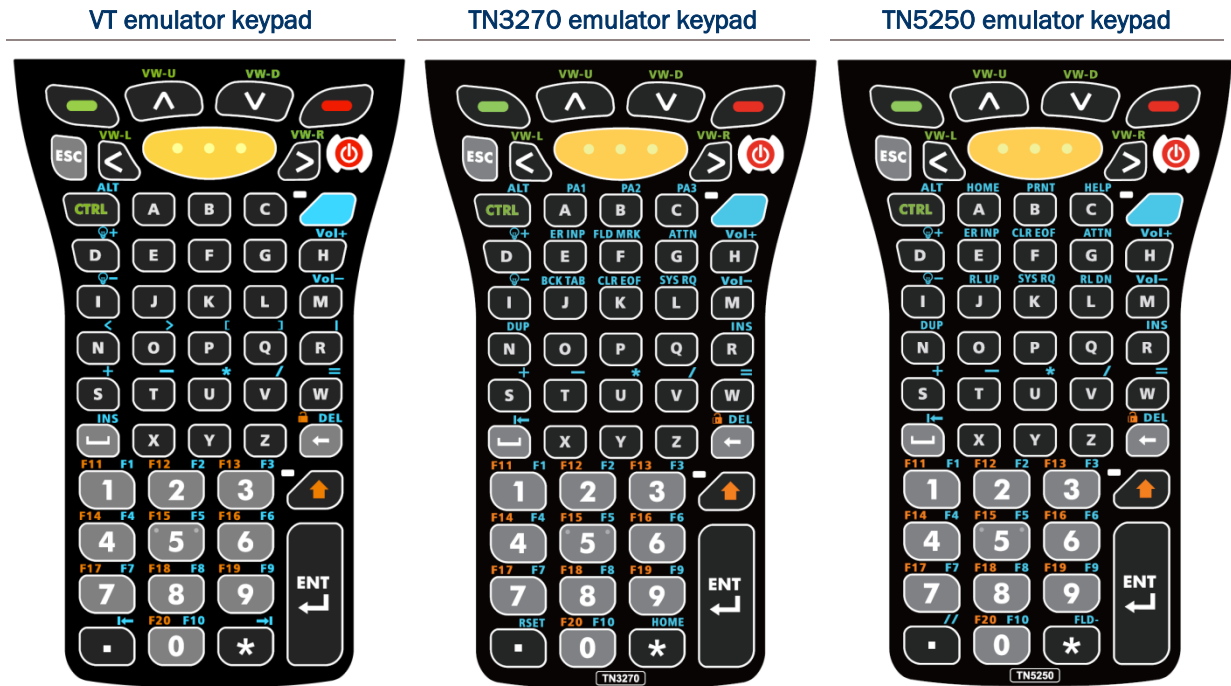 VT emulator keypad TN3270 emulator keypad TN5250 emulator keypad
VW-U VW-D VW-U VW-D VW-U VW-D
ESC VW-L < VW-R > ESC VW-L < VW-R > ESC VW-L < VW-R >
ALT ALT PA1 PA2 PA3 ALT HOME PRNT HELP
CTRL A B C CTRL A B C CTRL A B C
+ Vol+ + ER INP FLD MRK ATTN Vol+ + ER INP CLR EOF ATTN Vol+
D E F G H D E F G H D E F G H
- Vol- - BCK TAB CLR EOF SYS RQ Vol- - RL UP SYS RQ RL DN Vol-
I J K L M I J K L M I J K L M
< > [ ] | DUP INS DUP INS
N O P Q R N O P Q R N O P Q R
+ - * / = + - * / = + - * / =
S T U V W S T U V W S T U V W
INS DEL |← DEL |← DEL
X Y Z ← X Y Z ← X Y Z ←
F11 F1 F12 F2 F13 F3 F11 F1 F12 F2 F13 F3 F11 F1 F12 F2 F13 F3
1 2 3 1 2 3 1 2 3
F14 F4 F15 F5 F16 F6 F14 F4 F15 F5 F16 F6 F14 F4 F15 F5 F16 F6
4 5 6 4 5 6 4 5 6
F17 F7 F18 F8 F19 F9 F17 F7 F18 F8 F19 F9 F17 F7 F18 F8 F19 F9
7 8 9 ENT 7 8 9 ENT 7 8 9 ENT
|← F20 F10 →| RSET F20 F10 HOME // F20 F10 FLD-
. 0 * . 0 * . 0 *
TN3270 TN5250